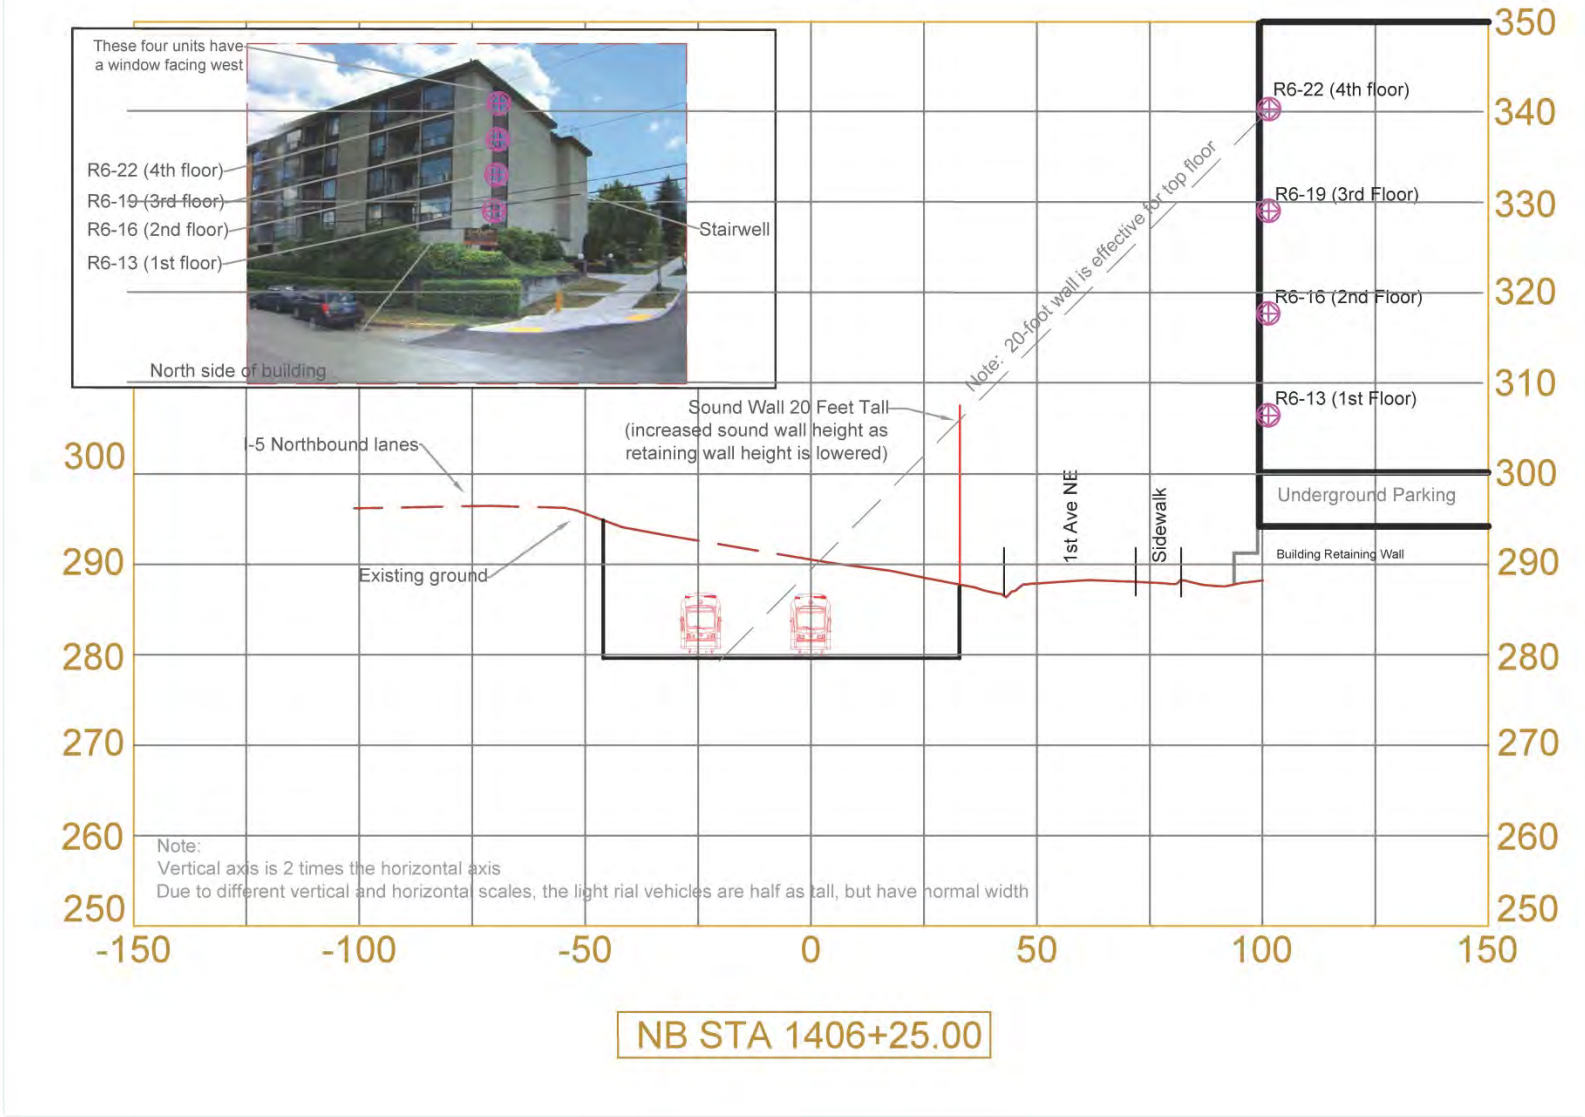 These four units have
a window facing west
R6-22 (4th floor)
R6-19 (3rd floor)
R6-16 (2nd floor)
R6-13 (1st floor)
Stairwell
North side of building
350
340
330
320
310
300
290
280
270
260
250
300
290
280
270
260
250
R6-22 (4th floor)
R6-19 (3rd Floor)
R6-16 (2nd Floor)
R6-13 (1st Floor)
Note: 20-foot wall is effective for top floor
Sound Wall 20 Feet Tall
(increased sound wall height as
retaining wall height is lowered)
I-5 Northbound lanes
Existing ground
1st Ave NE
Sidewalk
Underground Parking
Building Retaining Wall
Note:
Vertical axis is 2 times the horizontal axis
Due to different vertical and horizontal scales, the light rial vehicles are half as tall, but have normal width
-150
-100
-50
0
50
100
150
NB STA 1406+25.00